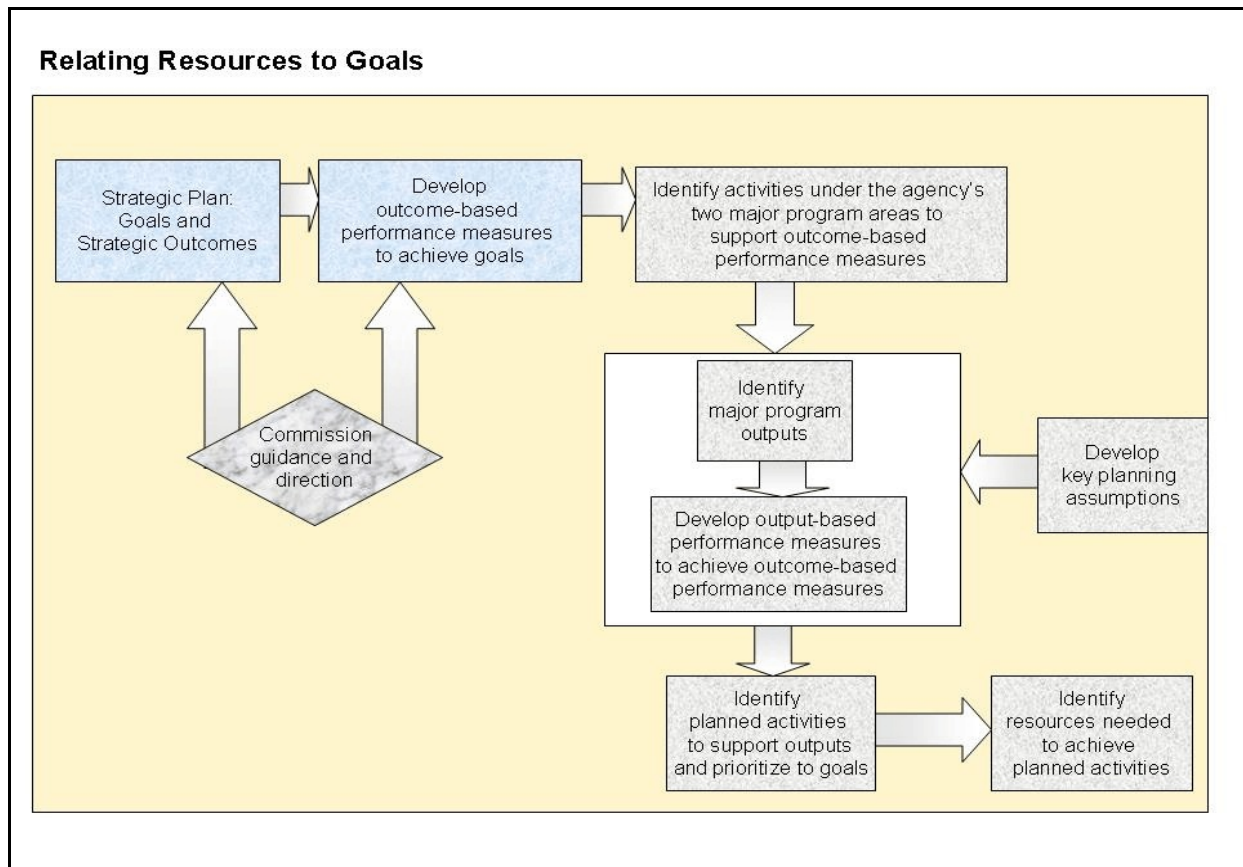 Relating Resources to Goals
Strategic Plan:
Goals and
Strategic Outcomes
Develop
outcome-based
performance measures
to achieve goals
Identify activities under the agency's
two major program areas to
support outcome-based
performance measures
Commission
guidance and
direction
Identify
major program
outputs
Develop output-based
performance measures
to achieve outcome-based
performance measures
Develop
key planning
assumptions
Identify
planned activities
to support outputs
and prioritize to goals
Identify
resources needed
to achieve
planned activities